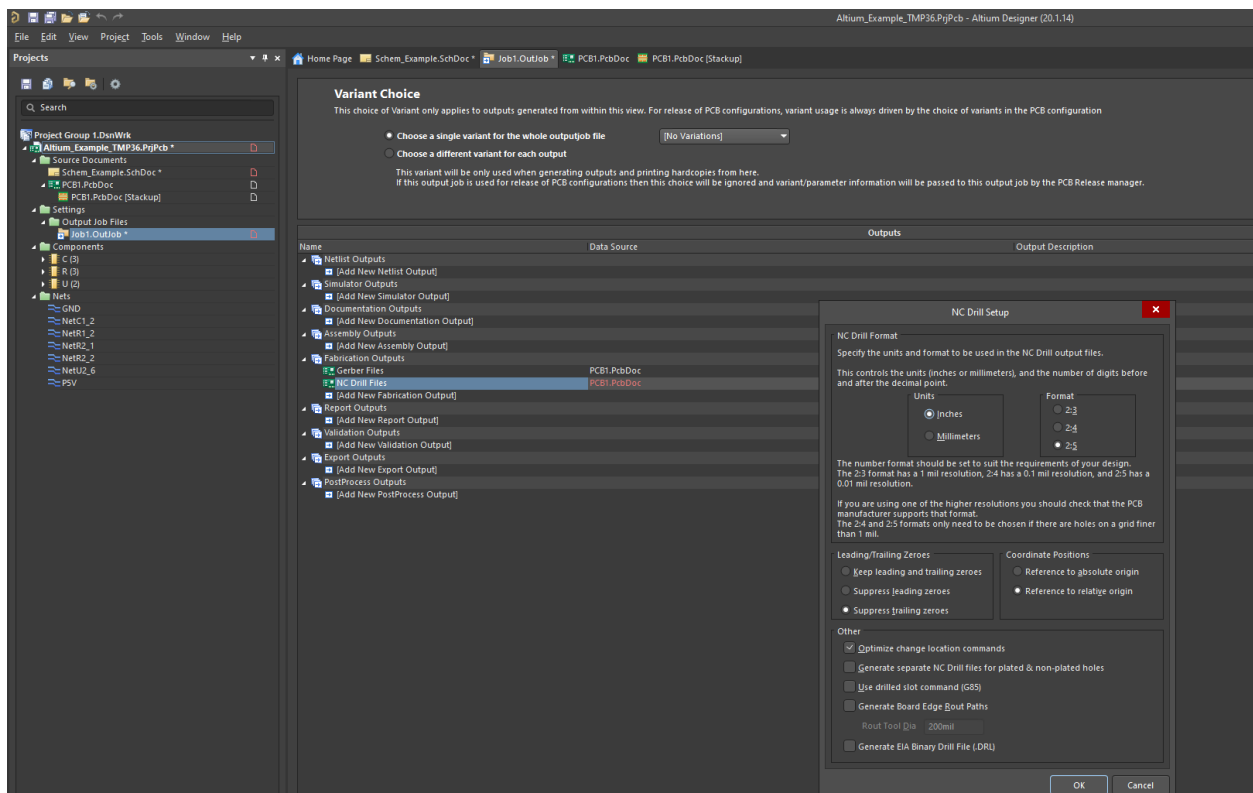 Altium_Example_TMP36.PrjPcb - Altium Designer (20.1.14)
File Edit View Project Tools Window Help
Projects
Home Page Schem_Example.SchDoc * Job1.OutJob * PCB1.PcbDoc PCB1.PcbDoc [Stackup]
Search
Project Group 1.DsnWrk
Altium_Example_TMP36.PrjPcb *
Source Documents
Schem_Example.SchDoc *
PCB1.PcbDoc
PCB1.PcbDoc [Stackup]
Settings
Output Job Files
Job1.OutJob *
Components
C (3)
R (3)
U (2)
Nets
GND
NetC1_2
NetR1_2
NetR2_1
NetR2_2
NetU2_6
PSV
Variant Choice
This choice of Variant only applies to outputs generated from within this view. For release of PCB configurations, variant usage is always driven by the choice of variants in the PCB configuration
Choose a single variant for the whole outputjob file [No Variations]
Choose a different variant for each output
This variant will be only used when generating outputs and printing hardcopies from here.
If this output job is used for release of PCB configurations then this choice will be ignored and variant/parameter information will be passed to this output job by the PCB Release manager.
Outputs
Name Data Source Output Description
Netlist Outputs
[Add New Netlist Output]
Simulator Outputs
[Add New Simulator Output]
Documentation Outputs
[Add New Documentation Output]
Assembly Outputs
[Add New Assembly Output]
Fabrication Outputs
Gerber Files PCB1.PcbDoc
NC Drill Files PCB1.PcbDoc
[Add New Fabrication Output]
Report Outputs
[Add New Report Output]
Validation Outputs
[Add New Validation Output]
Export Outputs
[Add New Export Output]
PostProcess Outputs
[Add New PostProcess Output]
NC Drill Setup
NC Drill Format
Specify the units and format to be used in the NC Drill output files.
This controls the units (inches or millimeters), and the number of digits before
and after the decimal point.
Units Format
Inches
Millimeters
2:3
2:4
2:5
The number format should be set to suit the requirements of your design.
The 2:3 format has a 1 mil resolution, 2:4 has a 0.1 mil resolution, and 2:5 has a
0.01 mil resolution.
If you are using one of the higher resolutions you should check that the PCB
manufacturer supports that format.
The 2:4 and 2:5 formats only need to be chosen if there are holes on a grid finer
than 1 mil.
Leading/Trailing Zeroes
Keep leading and trailing zeroes
Suppress leading zeroes
Suppress trailing zeroes
Coordinate Positions
Reference to absolute origin
Reference to relative origin
Other
Optimize change location commands
Generate separate NC Drill files for plated & non-plated holes
Use drilled slot command (G85)
Generate Board Edge Rout Paths
Rout Tool Dia 200mil
Generate EIA Binary Drill File (.DRL)
OK Cancel